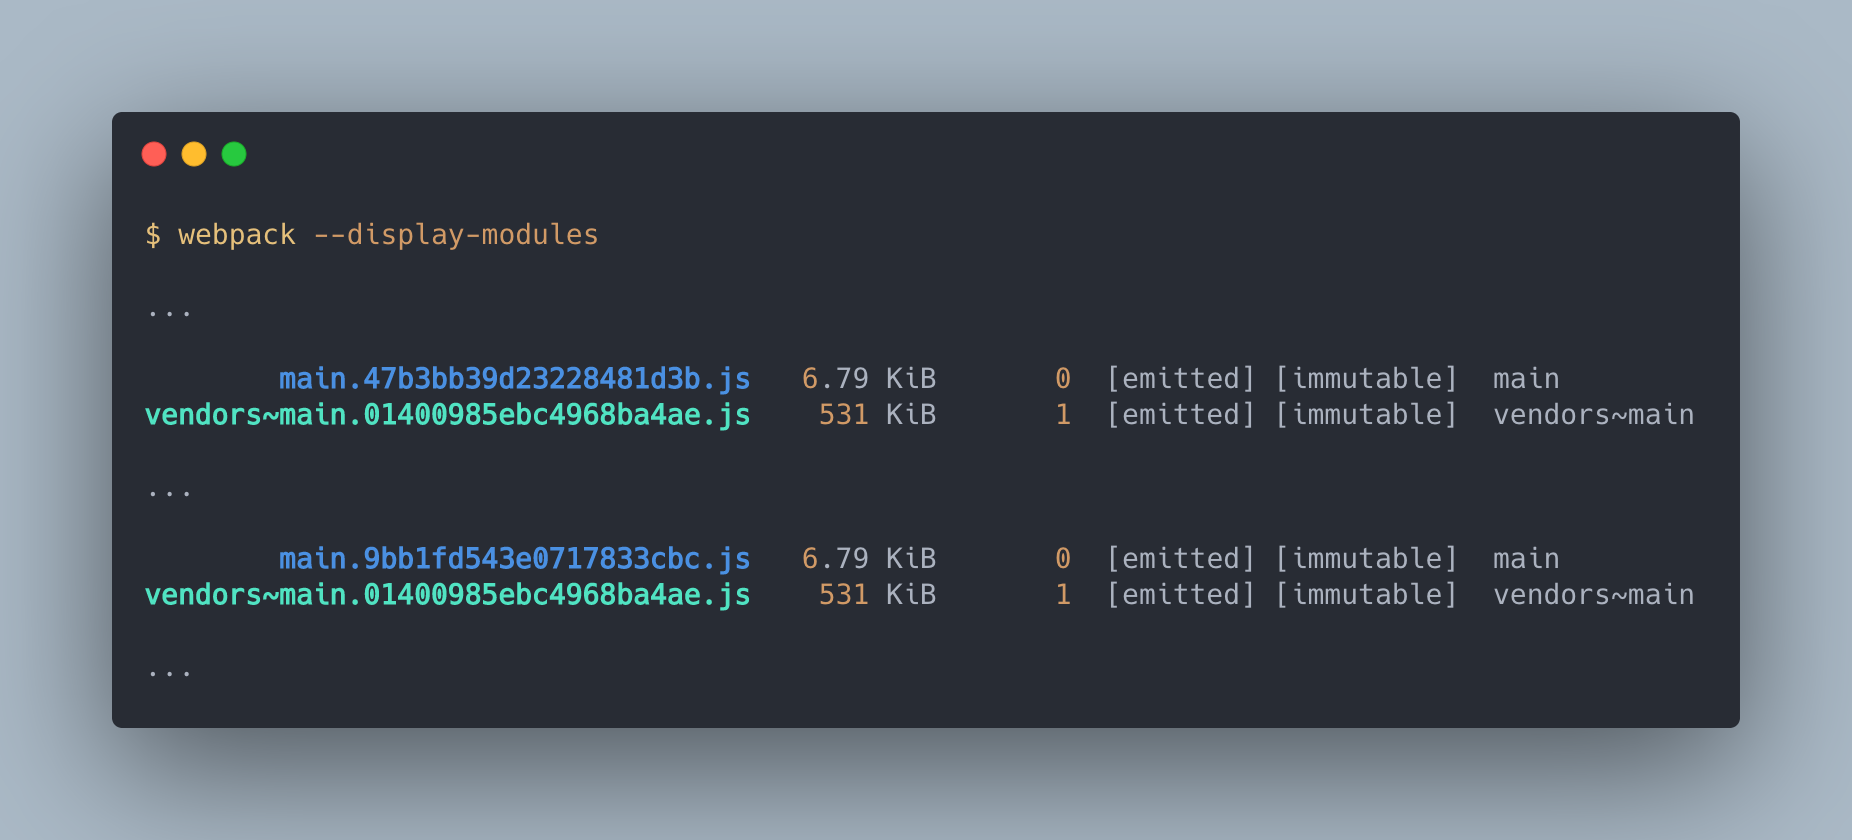 $ webpack --display-modules
...
main.47b3bb39d23228481d3b.js 6.79 KiB 0 [emitted] [immutable] main
vendors~main.01400985ebc4968ba4ae.js 531 KiB 1 [emitted] [immutable] vendors~main
...
main.9bb1fd543e0717833cbc.js 6.79 KiB 0 [emitted] [immutable] main
vendors~main.01400985ebc4968ba4ae.js 531 KiB 1 [emitted] [immutable] vendors~main
...